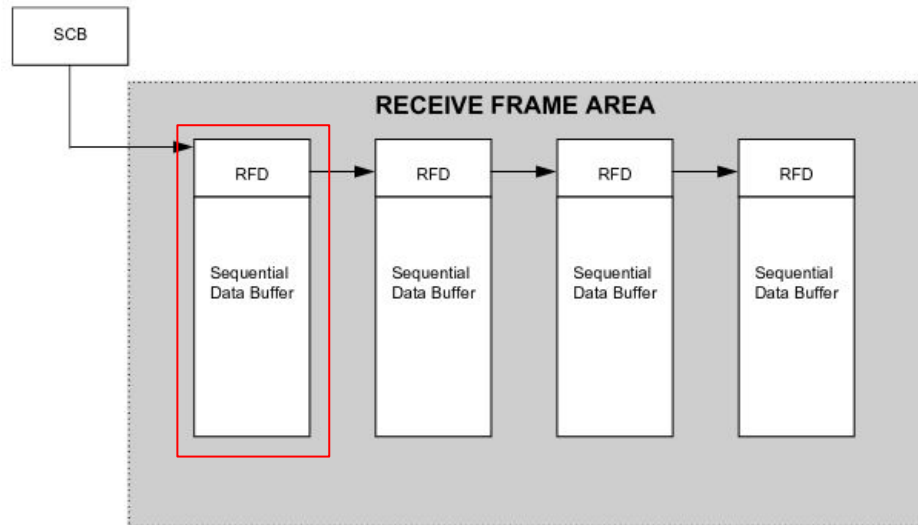 SCB
RECEIVE FRAME AREA
RFD
Sequential
Data Buffer
RFD
Sequential
Data Buffer
RFD
Sequential
Data Buffer
RFD
Sequential
Data Buffer